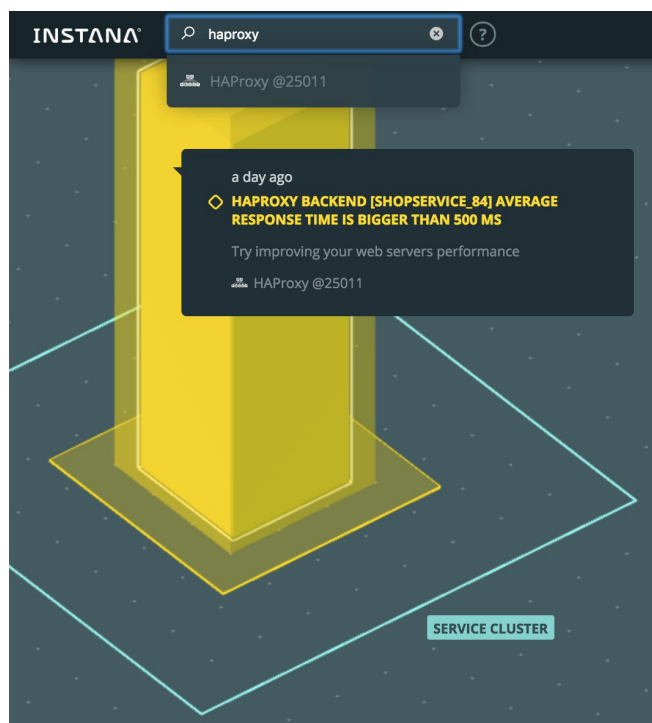 INSTANA
haproxy
?
HAProxy @25011
a day ago
HAPROXY BACKEND [SHOPSERVICE_84] AVERAGE
RESPONSE TIME IS BIGGER THAN 500 MS
Try improving your web servers performance
HAProxy @25011
SERVICE CLUSTER